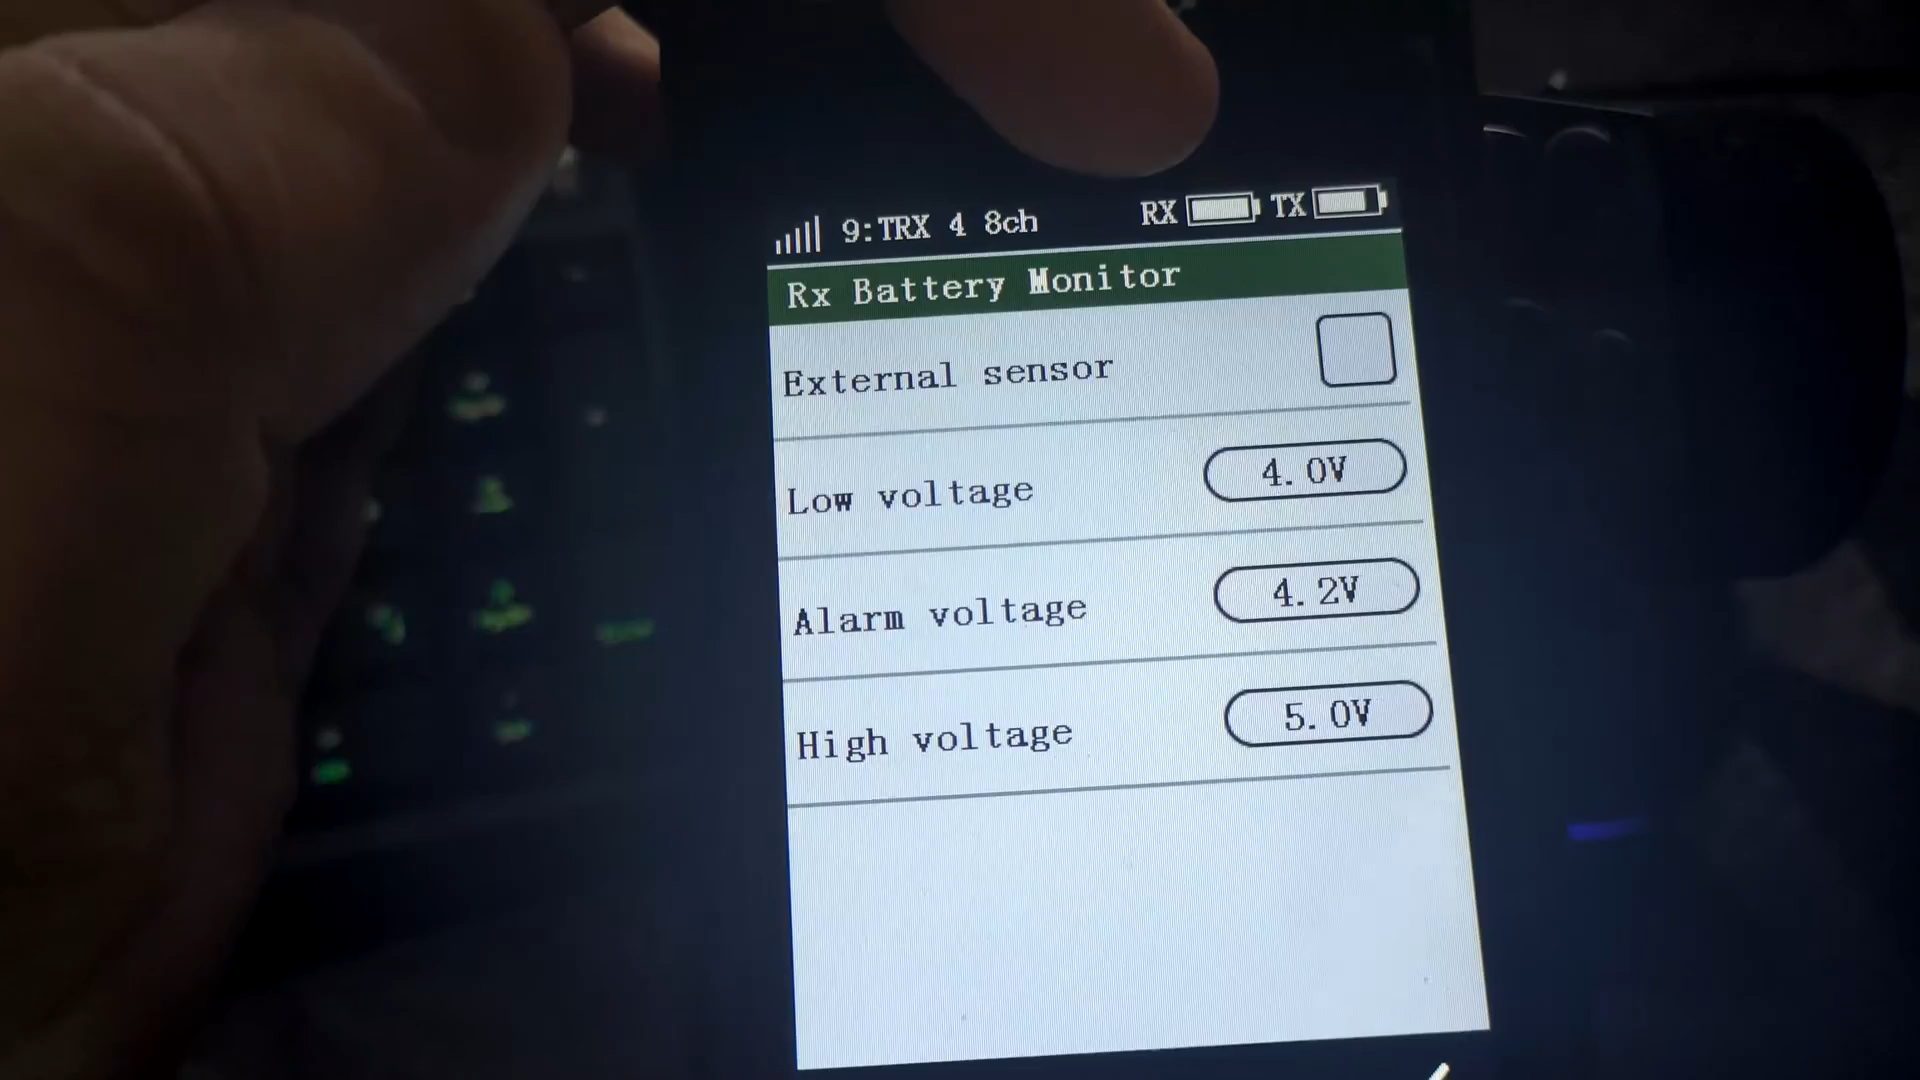 9:TRX 4 8ch RX TX
Rx Battery Monitor
External sensor
Low voltage 4.0V
Alarm voltage 4.2V
High voltage 5.0V